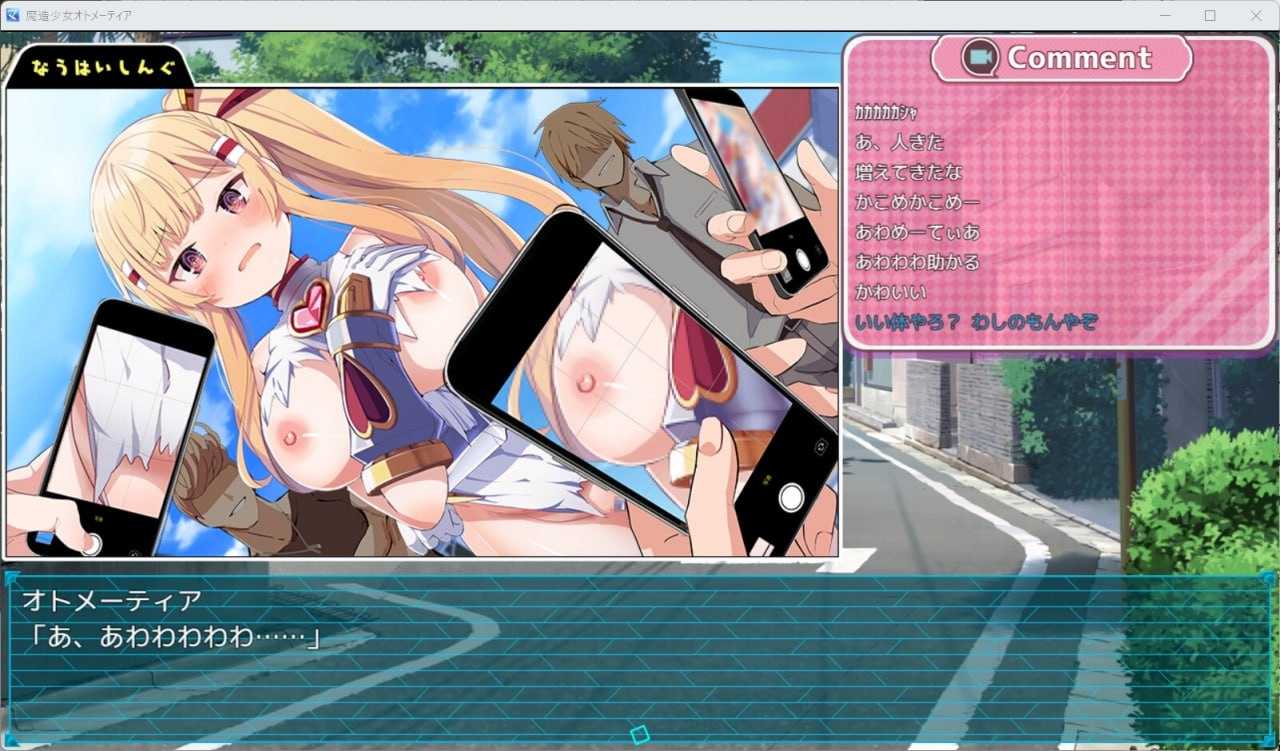 魔造少女オトメーティア
なうはいしんぐ
Comment
ｶｶｶｶｶｼｬ
あ、人きた
増えてきたな
かこめかこめー
あわめーてぃあ
あわわわ助かる
かわいい
いい体やろ？ わしのもんやぞ
オトメーティア
「あ、あわわわわわ……」